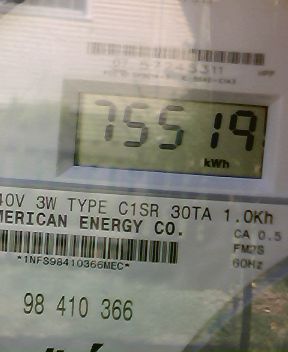 75519
kWh
40V 3W TYPE C1SR 30TA 1.0Kh
MERICAN ENERGY CO.
CA 0.5
FM2S
60Hz
*1NFS98410366MEC*
98 410 366